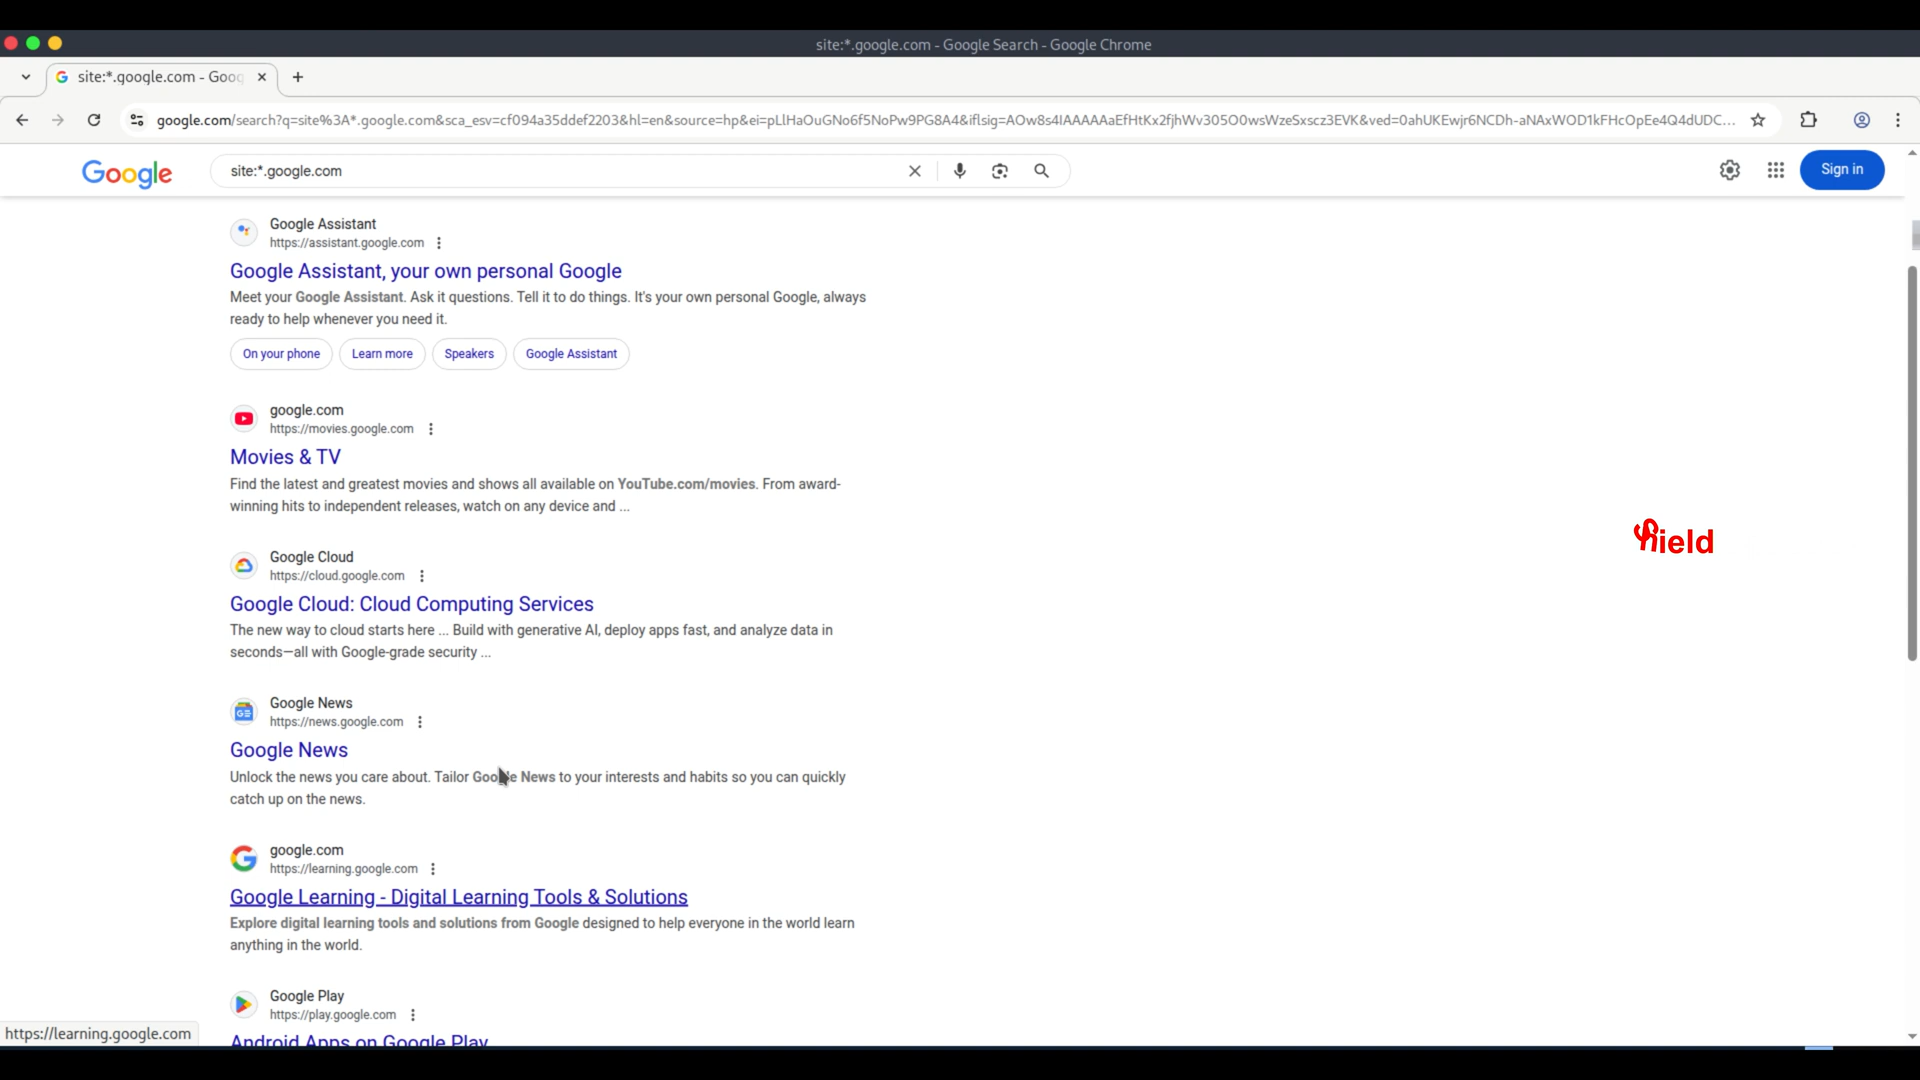 site:*.google.com - Google Search - Google Chrome
site:*.google.com - Goog
google.com/search?q=site%3A*.google.com&sca_esv=cf094a35ddef2203&hl=en&source=hp&ei=pLlHaOuGNo6f5NoPw9PG8A4&iflsig=AOw8s4IAAAAAaEfHtKx2fjhWv305O0wsWzeSxscz3EVK&ved=0ahUKEwjr6NCDh-aNAxWOD1kFHcOpEe4Q4dUDC...
Google
site:*.google.com
Sign in
Google Assistant
https://assistant.google.com
Google Assistant, your own personal Google
Meet your Google Assistant. Ask it questions. Tell it to do things. It's your own personal Google, always
ready to help whenever you need it.
On your phone
Learn more
Speakers
Google Assistant
google.com
https://movies.google.com
Movies & TV
Find the latest and greatest movies and shows all available on YouTube.com/movies. From award-
winning hits to independent releases, watch on any device and ...
Shield
Google Cloud
https://cloud.google.com
Google Cloud: Cloud Computing Services
The new way to cloud starts here ... Build with generative AI, deploy apps fast, and analyze data in
seconds—all with Google-grade security ...
Google News
https://news.google.com
Google News
Unlock the news you care about. Tailor Google News to your interests and habits so you can quickly
catch up on the news.
google.com
https://learning.google.com
Google Learning - Digital Learning Tools & Solutions
Explore digital learning tools and solutions from Google designed to help everyone in the world learn
anything in the world.
Google Play
https://play.google.com
Android Apps on Google Play
https://learning.google.com